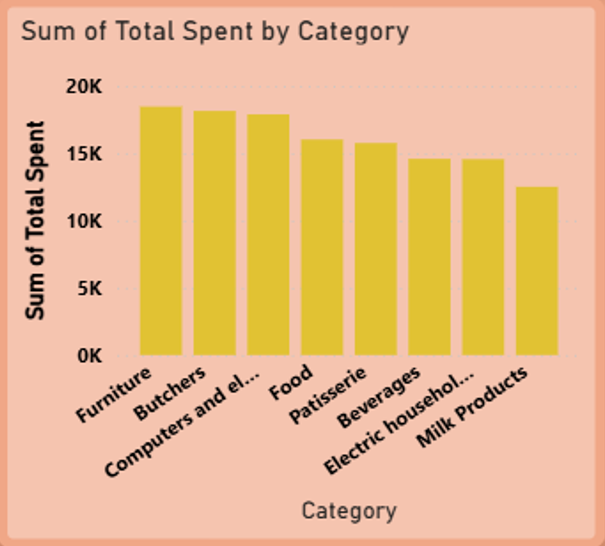 Sum of Total Spent by Category
Sum of Total Spent
20K
15K
10K
5K
0K
Furniture
Butchers
Computers and el...
Food
Patisserie
Beverages
Electric househol...
Milk Products
Category